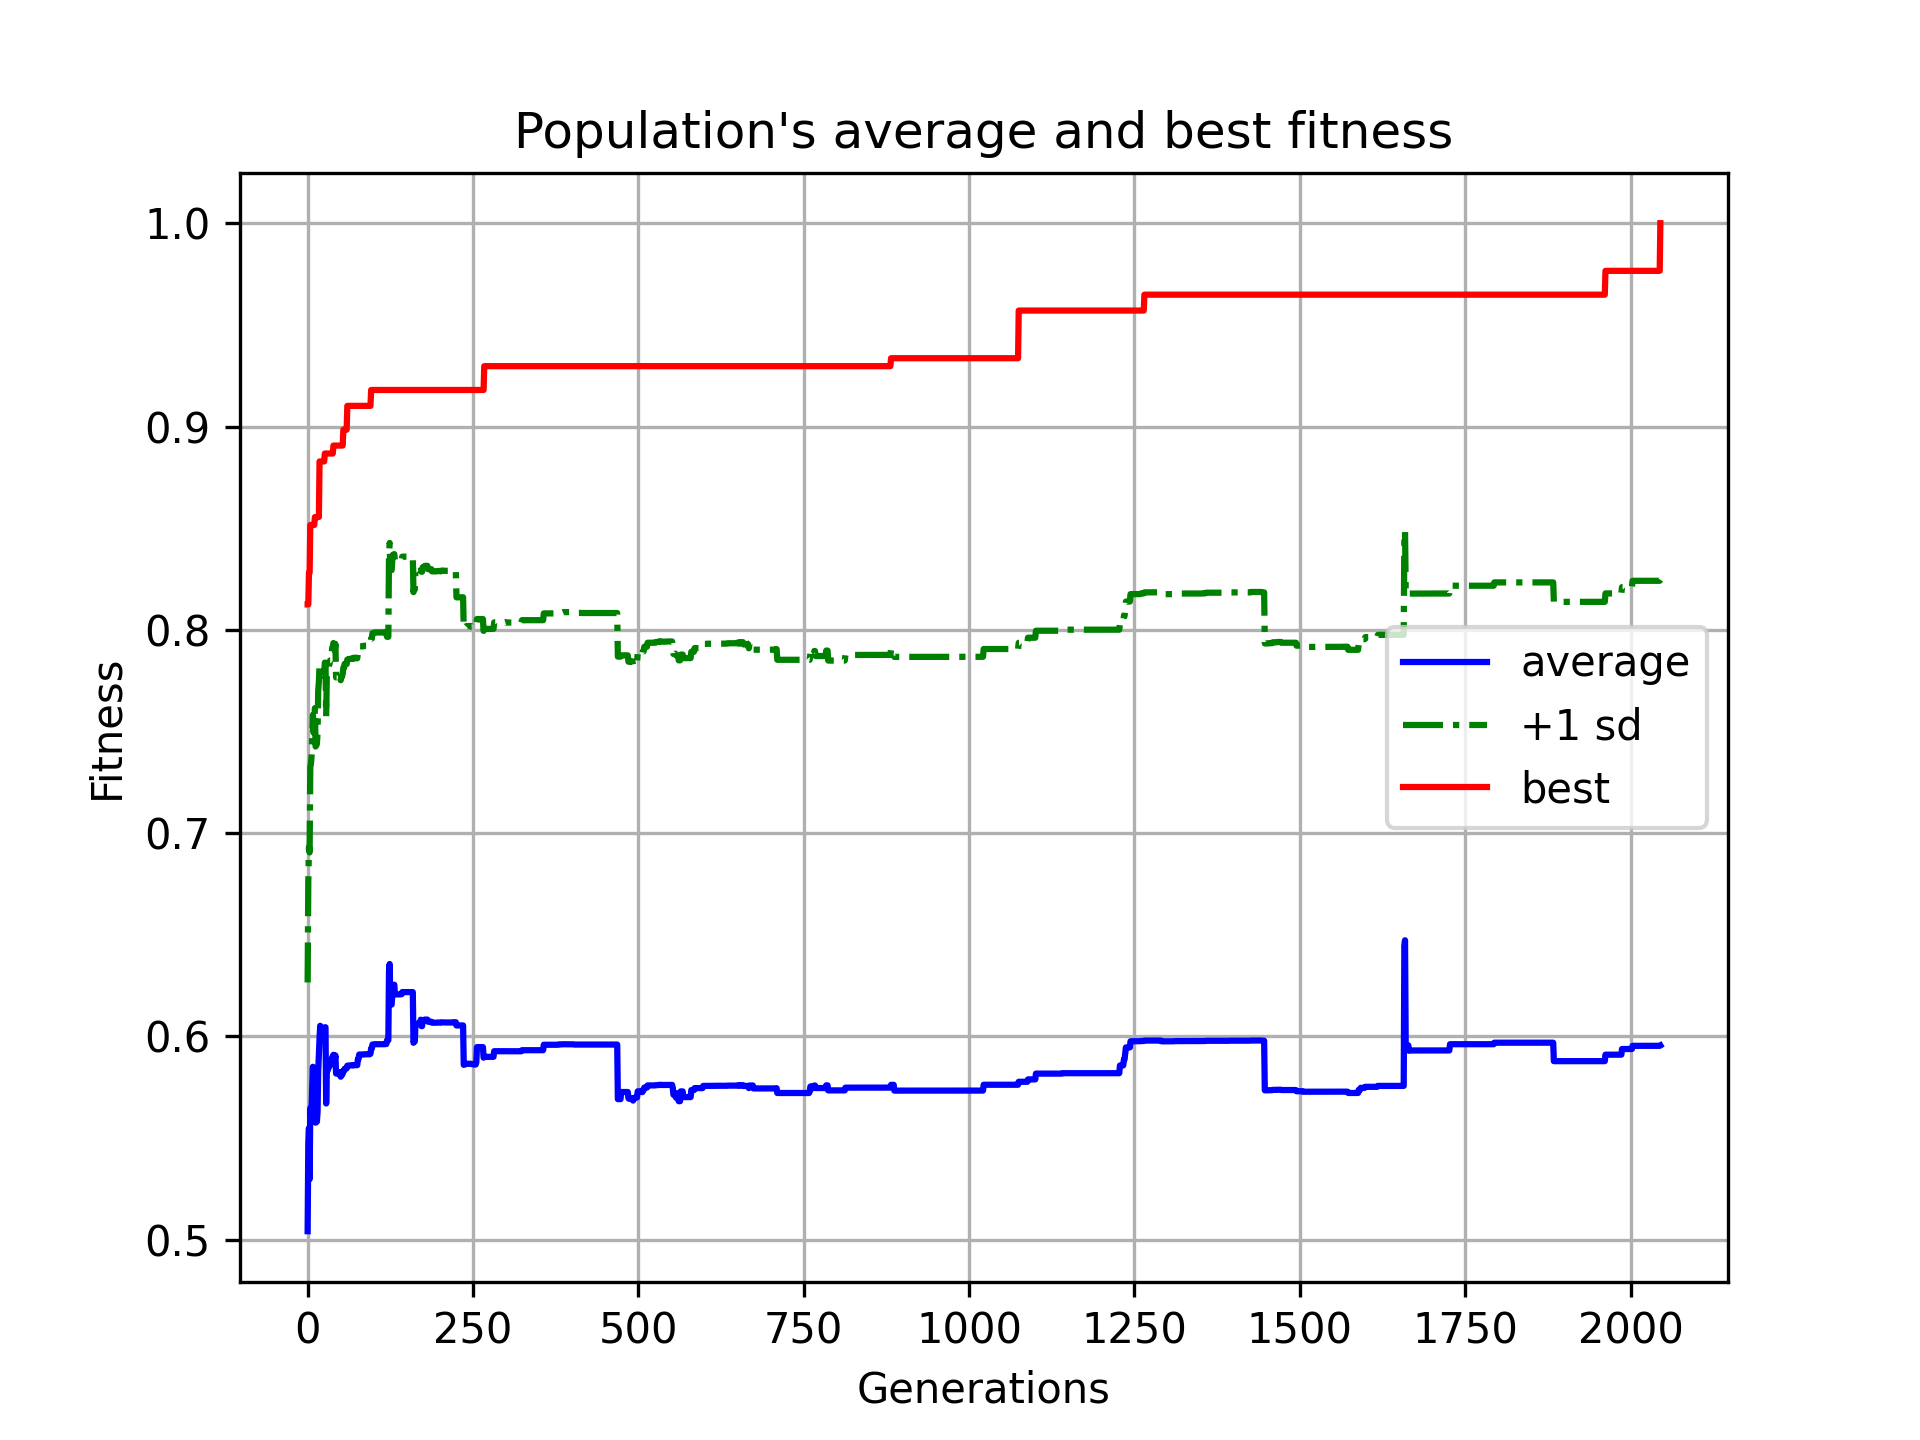 Population's average and best fitness
1.0
0.9
0.8
0.7
0.6
0.5
Fitness
average
+1 sd
best
0 250 500 750 1000 1250 1500 1750 2000
Generations